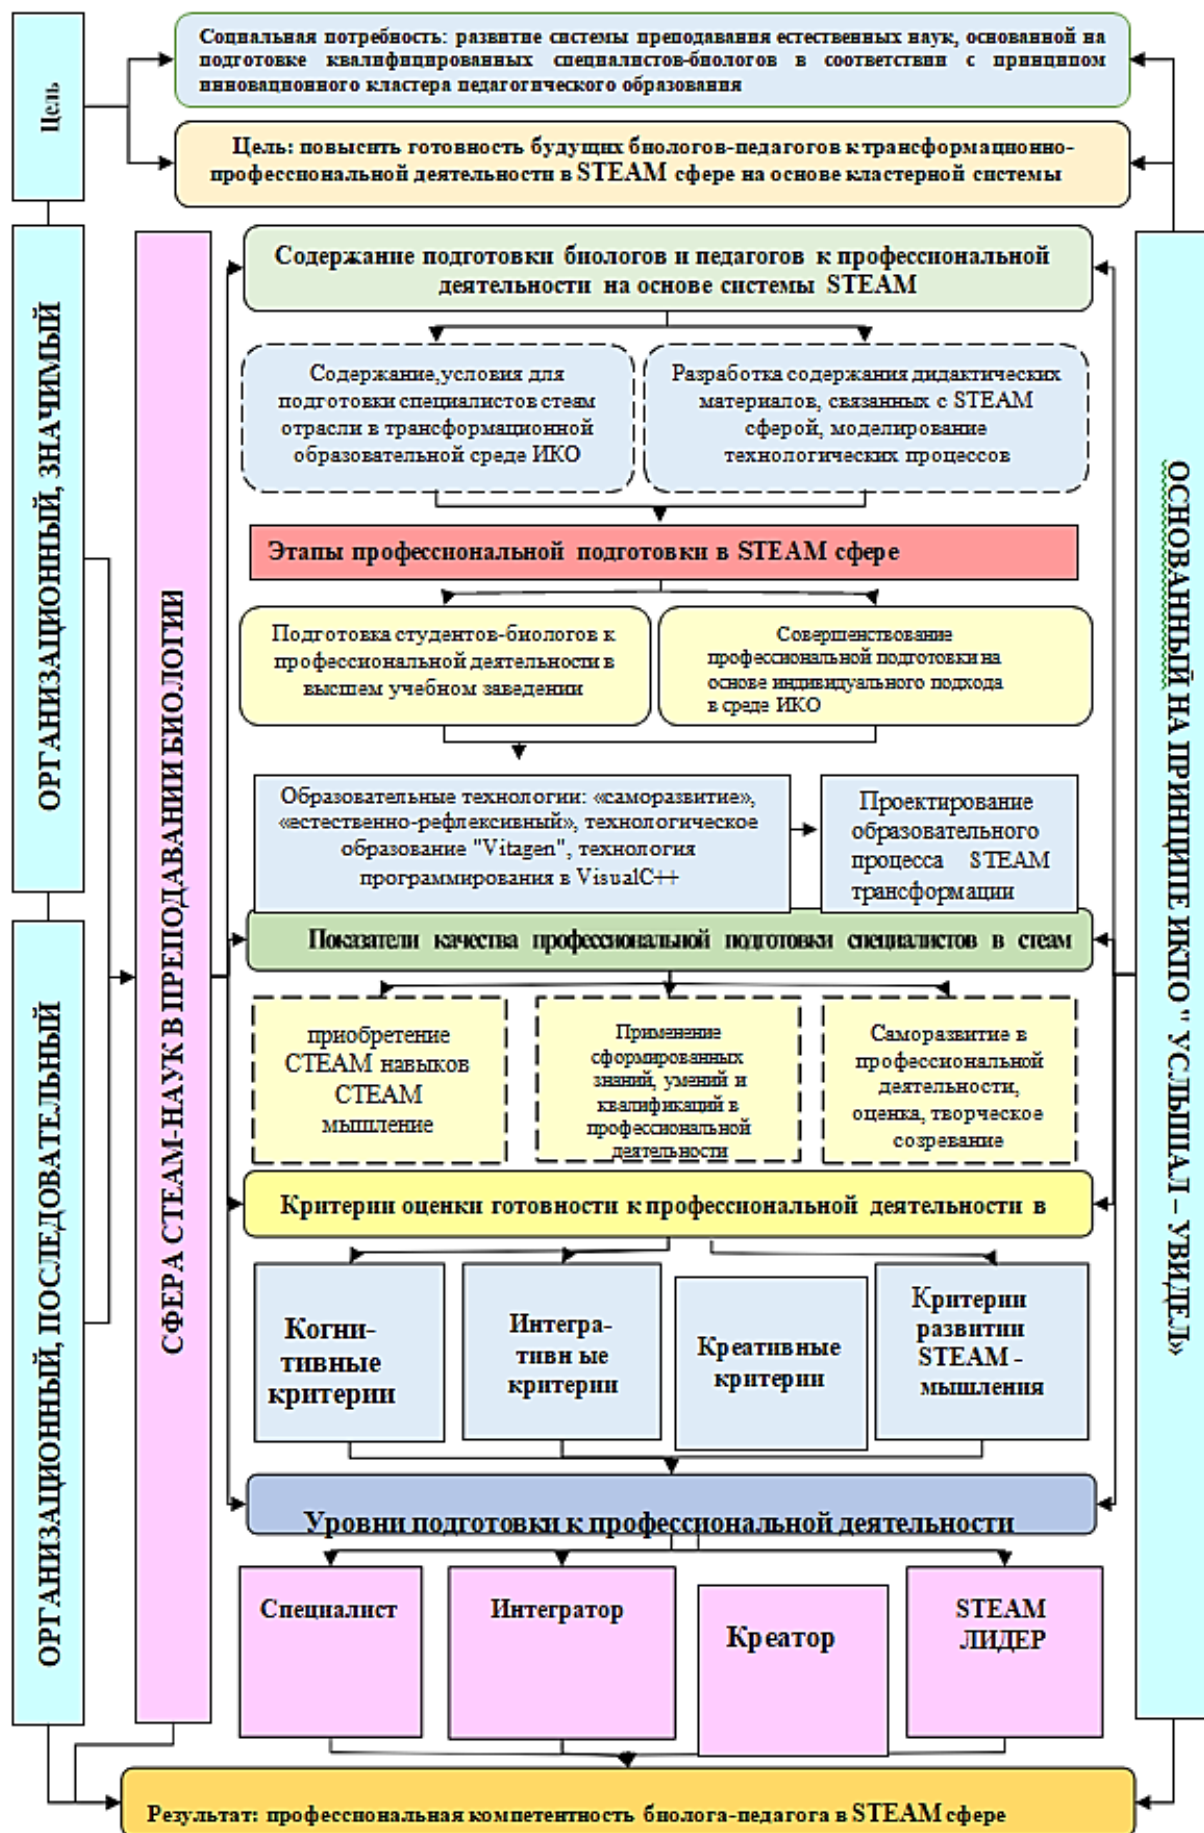 Цель
Социальная потребность: развитие системы преподавания естественных наук, основанной на
подготовке квалифицированных специалистов-биологов в соответствии с принципом
инновационного кластера педагогического образования
Цель: повысить готовность будущих биологов-педагогов к трансформационно-
профессиональной деятельности в STEAM сфере на основе кластерной системы
ОРГАНИЗАЦИОННЫЙ, ЗНАЧИМЫЙ
ОРГАНИЗАЦИОННЫЙ, ПОСЛЕДОВАТЕЛЬНЫЙ
СФЕРА СТЕАМ-НАУК В ПРЕПОДАВАНИИ БИОЛОГИИ
Содержание подготовки биологов и педагогов к профессиональной
деятельности на основе системы STEAM
Содержание,условия для
подготовки специалистов стеям
отрасли в трансформационной
образовательной среде ИКО
Разработка содержания дидактических
материалов, связанных с STEAM
сферой, моделирование
технологических процессов
Этапы профессиональной подготовки в STEAM сфере
Подготовка студентов-биологов к
профессиональной деятельности в
высшем учебном заведении
Совершенствование
профессиональной подготовки на
основе индивидуального подхода
в среде ИКО
Образовательные технологии: «саморазвитие»,
«естественно-рефлексивный», технологическое
образование "Vitagen", технология
программирования в VisualC++
Проектирование
образовательного
процесса STEAM
трансформации
Показатели качества профессиональной подготовки специалистов в стеам
приобретение
СТЕАМ навыков
СТЕАМ
мышление
Применение
сформированных
знаний, умений и
квалификаций в
профессиональной
деятельности
Саморазвитие в
профессиональной
деятельности,
оценка, творческое
созревание
Критерии оценки готовности к профессиональной деятельности в
Когни-
тивные
критерии
Интегра-
тивн ые
критерии
Креативные
критерии
Критерии
развитии
STEAM -
мышления
Уровни подготовки к профессиональной деятельности
Специалист
Интегратор
Креатор
STEAM
ЛИДЕР
ОСНОВАННЫЙ НА ПРИНЦИПЕ ИКПО " УСЛЫШАЛ – УВИДЕЛ»
Результат: профессиональная компетентность биолога-педагога в STEAM сфере